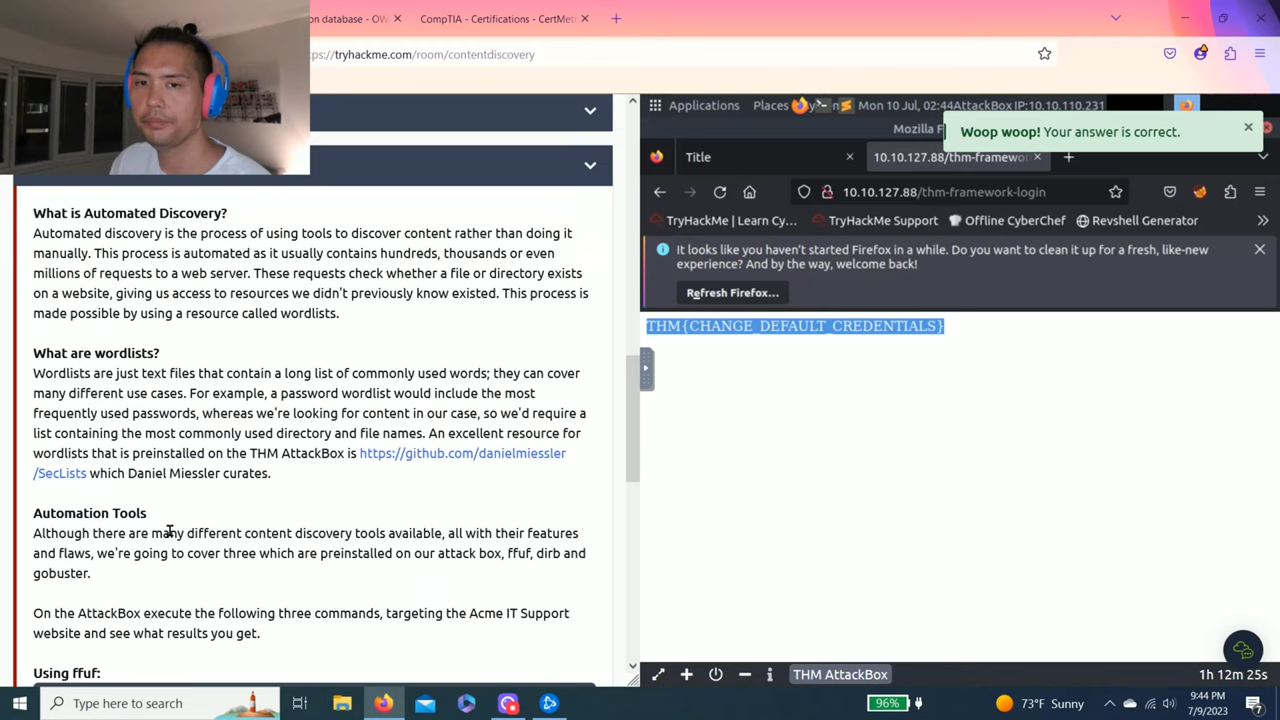 on database - OW
CompTIA - Certifications - CertMet
tps://tryhackme.com/room/contentdiscovery
Applications Places Mon 10 Jul, 02:44 AttackBox IP:10.10.110.231
Mozilla F
Woop woop! Your answer is correct.
Title
10.10.127.88/thm-framewor
10.10.127.88/thm-framework-login
TryHackMe | Learn Cy… TryHackMe Support Offline CyberChef Revshell Generator
It looks like you haven't started Firefox in a while. Do you want to clean it up for a fresh, like-new
experience? And by the way, welcome back!
Refresh Firefox…
THM{CHANGE_DEFAULT_CREDENTIALS}
What is Automated Discovery?
Automated discovery is the process of using tools to discover content rather than doing it
manually. This process is automated as it usually contains hundreds, thousands or even
millions of requests to a web server. These requests check whether a file or directory exists
on a website, giving us access to resources we didn't previously know existed. This process is
made possible by using a resource called wordlists.
What are wordlists?
Wordlists are just text files that contain a long list of commonly used words; they can cover
many different use cases. For example, a password wordlist would include the most
frequently used passwords, whereas we're looking for content in our case, so we'd require a
list containing the most commonly used directory and file names. An excellent resource for
wordlists that is preinstalled on the THM AttackBox is https://github.com/danielmiessler
/SecLists which Daniel Miessler curates.
Automation Tools
Although there are many different content discovery tools available, all with their features
and flaws, we're going to cover three which are preinstalled on our attack box, ffuf, dirb and
gobuster.
On the AttackBox execute the following three commands, targeting the Acme IT Support
website and see what results you get.
Using ffuf:
THM AttackBox
1h 12m 25s
Type here to search
96%
73°F Sunny
9:44 PM
7/9/2023
7